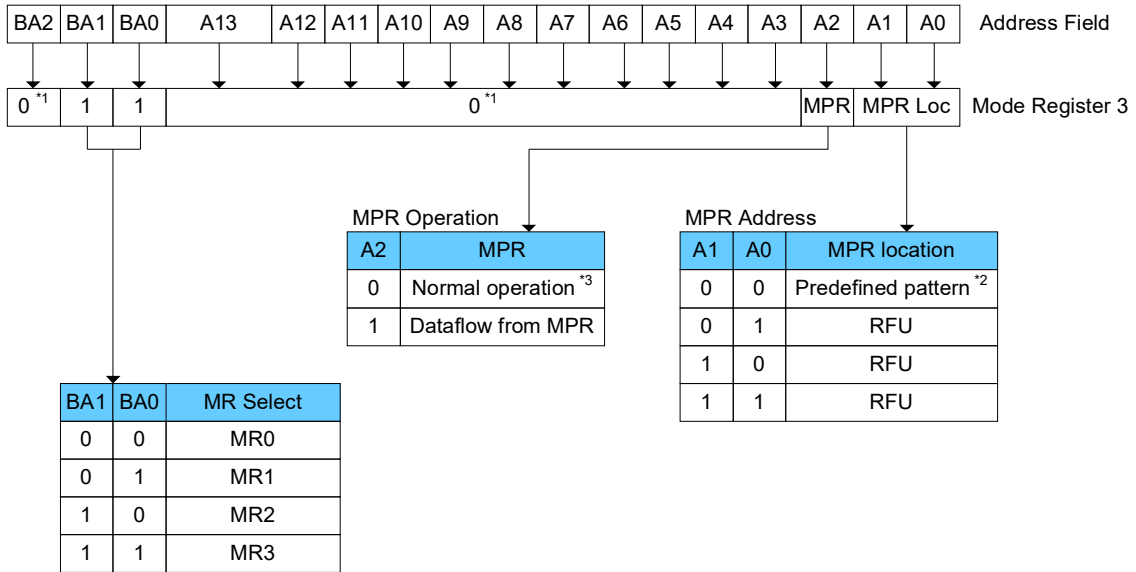 BA2 BA1 BA0 A13 A12 A11 A10 A9 A8 A7 A6 A5 A4 A3 A2 A1 A0 Address Field
0 *1 1 1 0 *1 MPR MPR Loc Mode Register 3
MPR Operation
A2 MPR
0 Normal operation *3
1 Dataflow from MPR
MPR Address
A1 A0 MPR location
0 0 Predefined pattern *2
0 1 RFU
1 0 RFU
1 1 RFU
BA1 BA0 MR Select
0 0 MR0
0 1 MR1
1 0 MR2
1 1 MR3